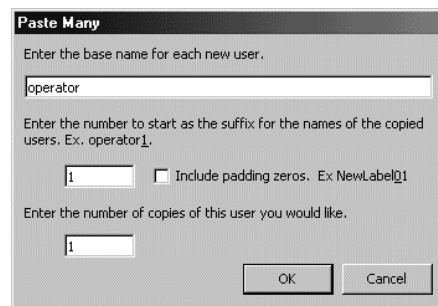 Paste Many
Enter the base name for each new user.
operator
Enter the number to start as the suffix for the names of the copied
users. Ex. operator1.
1 Include padding zeros. Ex NewLabel01
Enter the number of copies of this user you would like.
1
OK Cancel